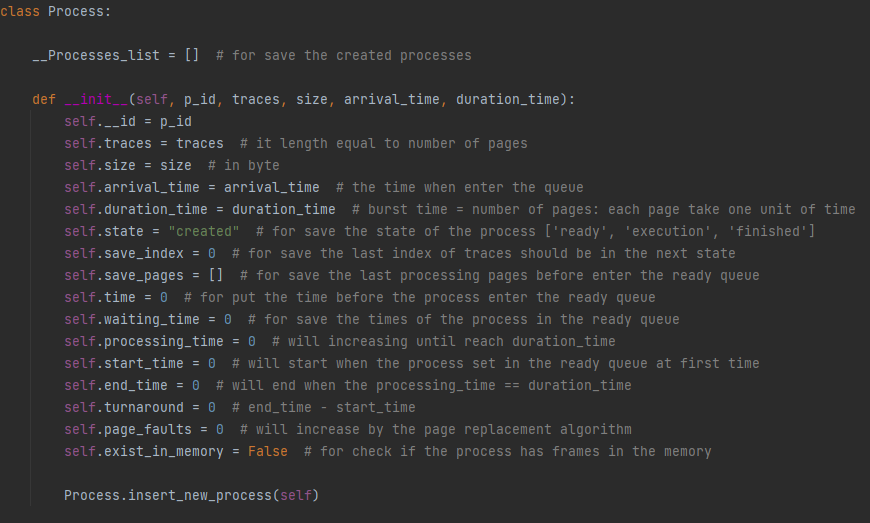 class Process:
__Processes_list = []  # for save the created processes
def __init__(self, p_id, traces, size, arrival_time, duration_time):
self.__id = p_id
self.traces = traces  # it length equal to number of pages
self.size = size  # in byte
self.arrival_time = arrival_time  # the time when enter the queue
self.duration_time = duration_time  # burst time = number of pages: each page take one unit of time
self.state = "created"  # for save the state of the process ['ready', 'execution', 'finished']
self.save_index = 0  # for save the last index of traces should be in the next state
self.save_pages = []  # for save the last processing pages before enter the ready queue
self.time = 0  # for put the time before the process enter the ready queue
self.waiting_time = 0  # for save the times of the process in the ready queue
self.processing_time = 0  # will increasing until reach duration_time
self.start_time = 0  # will start when the process set in the ready queue at first time
self.end_time = 0  # will end when the processing_time == duration_time
self.turnaround = 0  # end_time - start_time
self.page_faults = 0  # will increase by the page replacement algorithm
self.exist_in_memory = False  # for check if the process has frames in the memory
Process.insert_new_process(self)